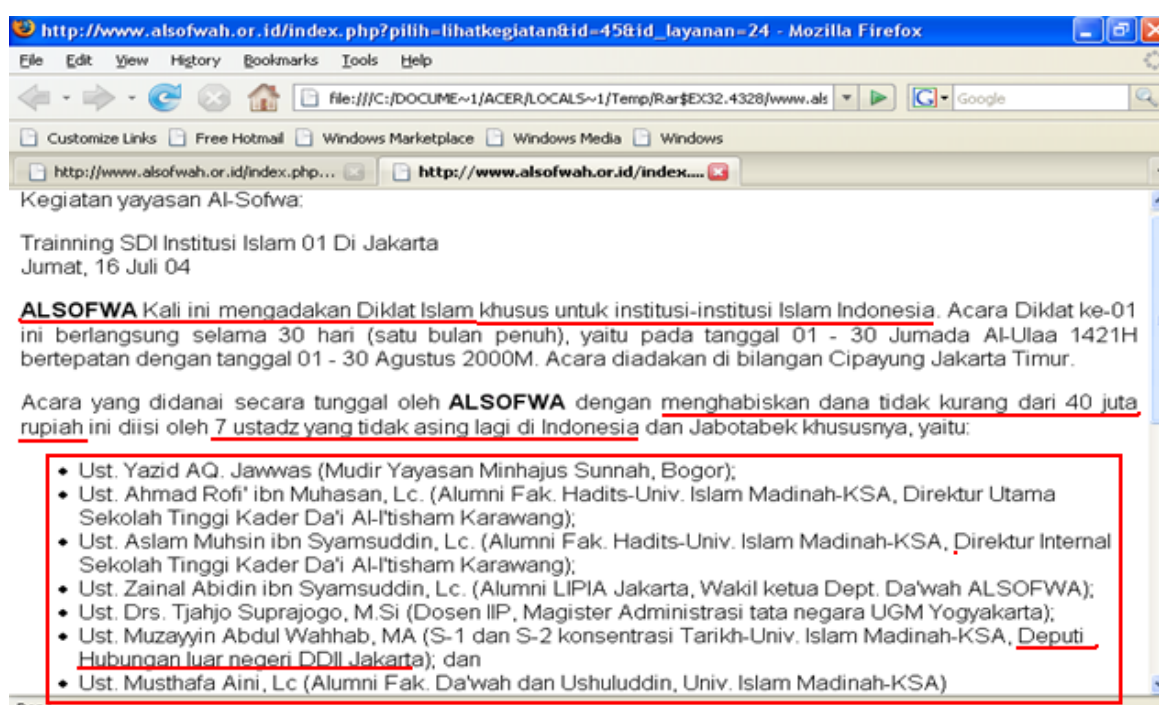 http://www.alsofwah.or.id/index.php?pilih=lihatkegiatan&id=45&id_layanan=24 - Mozilla Firefox
File Edit View History Bookmarks Tools Help
file:///C:/DOCUME~1/ACER/LOCALS~1/Temp/Rar$EX32.4328/www.als Google
Customize Links Free Hotmail Windows Marketplace Windows Media Windows
http://www.alsofwah.or.id/index.php... http://www.alsofwah.or.id/index....
Kegiatan yayasan Al-Sofwa:
Trainning SDI Institusi Islam 01 Di Jakarta
Jumat, 16 Juli 04
ALSOFWA Kali ini mengadakan Diklat Islam khusus untuk institusi-institusi Islam Indonesia. Acara Diklat ke-01
ini berlangsung selama 30 hari (satu bulan penuh), yaitu pada tanggal 01 - 30 Jumada Al-Ulaa 1421H
bertepatan dengan tanggal 01 - 30 Agustus 2000M. Acara diadakan di bilangan Cipayung Jakarta Timur.
Acara yang didanai secara tunggal oleh ALSOFWA dengan menghabiskan dana tidak kurang dari 40 juta
rupiah ini diisi oleh 7 ustadz yang tidak asing lagi di Indonesia dan Jabotabek khususnya, yaitu:
• Ust. Yazid AQ. Jawwas (Mudir Yayasan Minhajus Sunnah, Bogor);
• Ust. Ahmad Rofi' ibn Muhasan, Lc. (Alumni Fak. Hadits-Univ. Islam Madinah-KSA, Direktur Utama
Sekolah Tinggi Kader Da'i Al-I'tisham Karawang);
• Ust. Aslam Muhsin ibn Syamsuddin, Lc. (Alumni Fak. Hadits-Univ. Islam Madinah-KSA, Direktur Internal
Sekolah Tinggi Kader Da'i Al-I'tisham Karawang);
• Ust. Zainal Abidin ibn Syamsuddin, Lc. (Alumni LIPIA Jakarta, Wakil ketua Dept. Da'wah ALSOFWA);
• Ust. Drs. Tjahjo Suprajogo, M.Si (Dosen IIP, Magister Administrasi tata negara UGM Yogyakarta);
• Ust. Muzayyin Abdul Wahhab, MA (S-1 dan S-2 konsentrasi Tarikh-Univ. Islam Madinah-KSA, Deputi
Hubungan luar negeri DDII Jakarta); dan
• Ust. Musthafa Aini, Lc (Alumni Fak. Da'wah dan Ushuluddin, Univ. Islam Madinah-KSA)